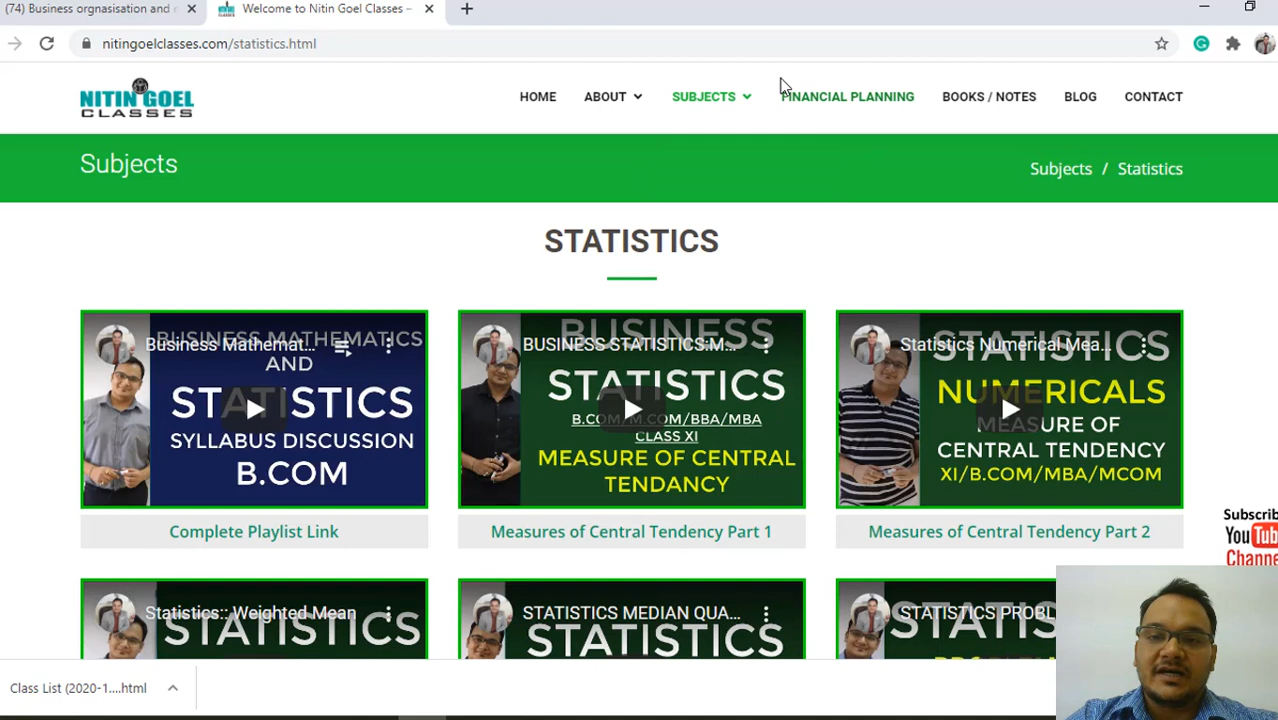 (74) Business orgnasisation and
Welcome to Nitin Goel Classes –
nitingoelclasses.com/statistics.html
NITIN GOEL
CLASSES
HOME
ABOUT
SUBJECTS
FINANCIAL PLANNING
BOOKS / NOTES
BLOG
CONTACT
Subjects
Subjects / Statistics
STATISTICS
BUSINESS MATHEMATICS
Business Mathemat...
AND
STATISTICS
SYLLABUS DISCUSSION
B.COM
Complete Playlist Link
BUSINESS
BUSINESS STATISTICS:M...
STATISTICS
B.COM/M.COM/BBA/MBA
CLASS XI
MEASURE OF CENTRAL
TENDANCY
Measures of Central Tendency Part 1
STATISTICS
Statistics Numerical Mea...
NUMERICALS
MEASURE OF
CENTRAL TENDENCY
XI/B.COM/MBA/MCOM
Measures of Central Tendency Part 2
Statistics:: Weighted Mean
STATISTICS
STATISTICS MEDIAN QUA...
STATISTICS
STATISTICS PROBL
STATISTICS
Subscrib
You Tub
Channe
Class List (2020-1....html